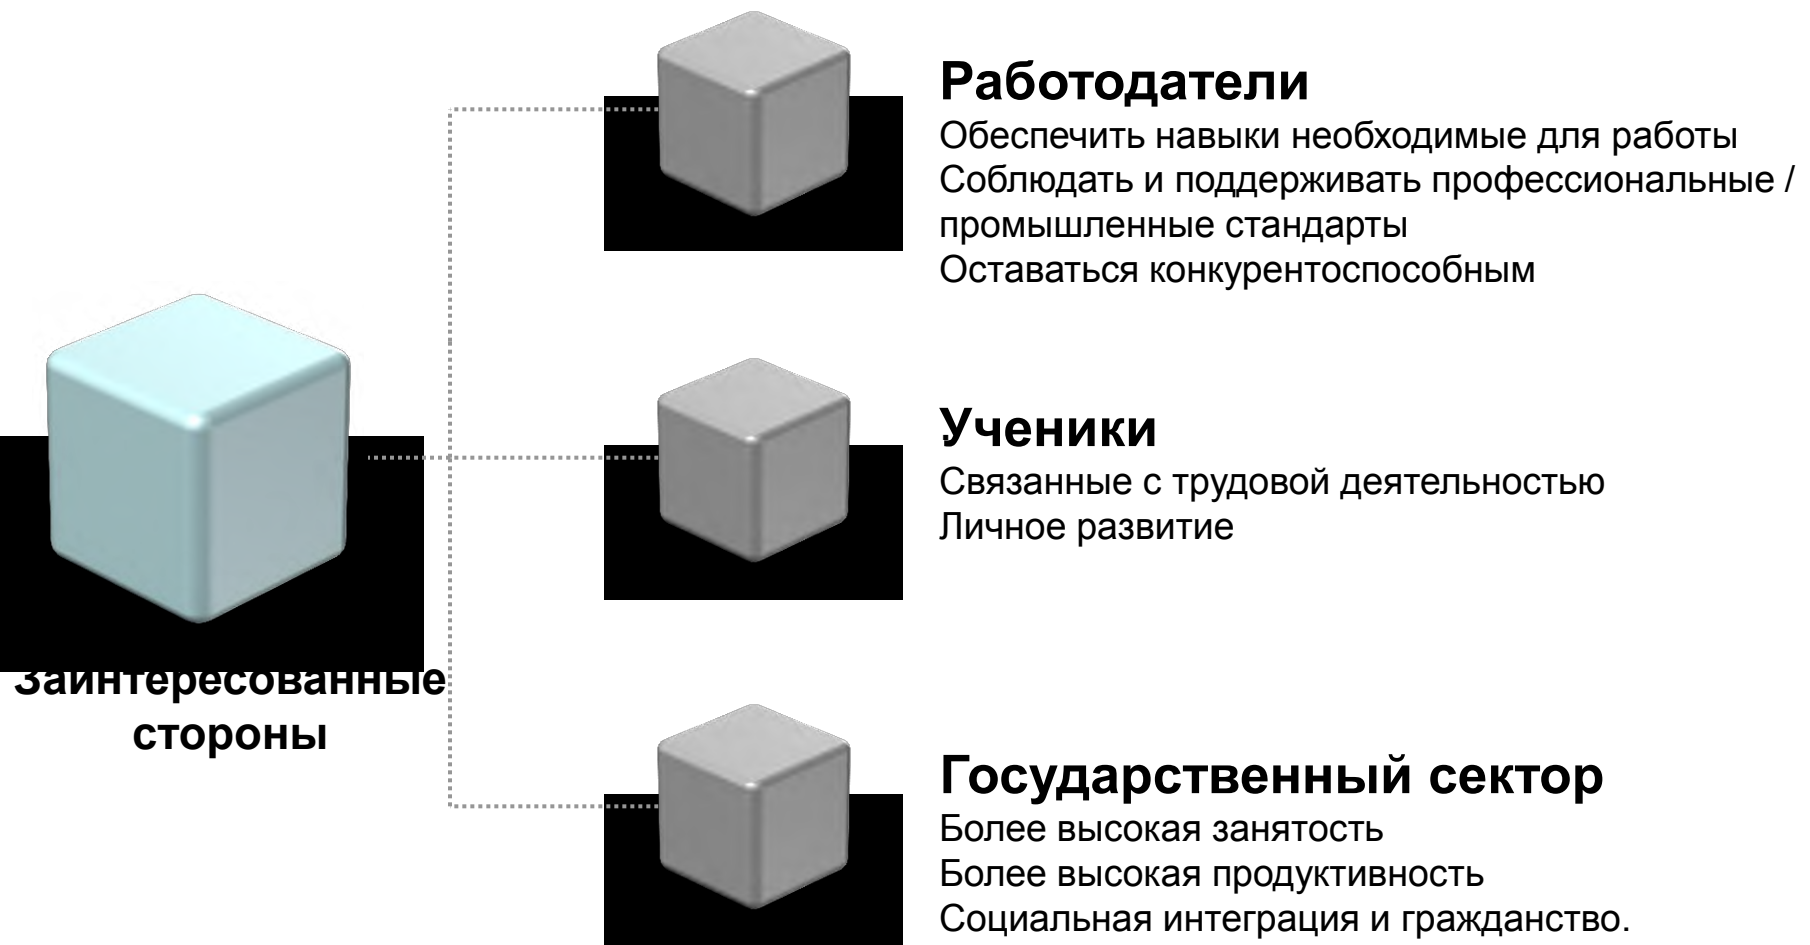 Работодатели
Обеспечить навыки необходимые для работы
Соблюдать и поддерживать профессиональные /
промышленные стандарты
Оставаться конкурентоспособным
Ученики
Связанные с трудовой деятельностью
Личное развитие
Заинтересованные
стороны
Государственный сектор
Более высокая занятость
Более высокая продуктивность
Социальная интеграция и гражданство.